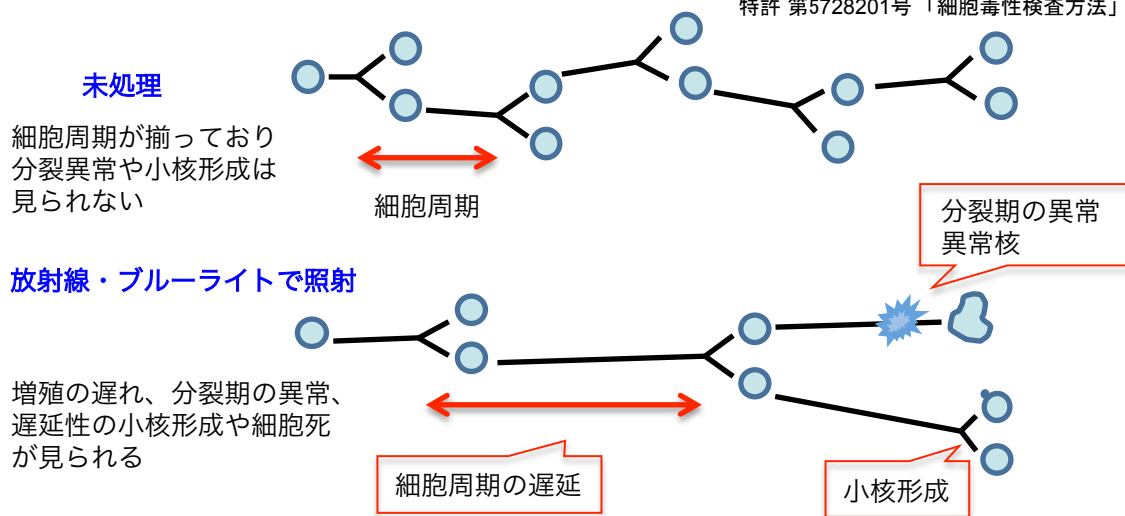 特許 第5728201号 「細胞毒性検査方法」
未処理
細胞周期が揃っており
分裂異常や小核形成は
見られない
細胞周期
分裂期の異常
異常核
放射線・ブルーライトで照射
増殖の遅れ、分裂期の異常、
遅延性の小核形成や細胞死
が見られる
細胞周期の遅延
小核形成